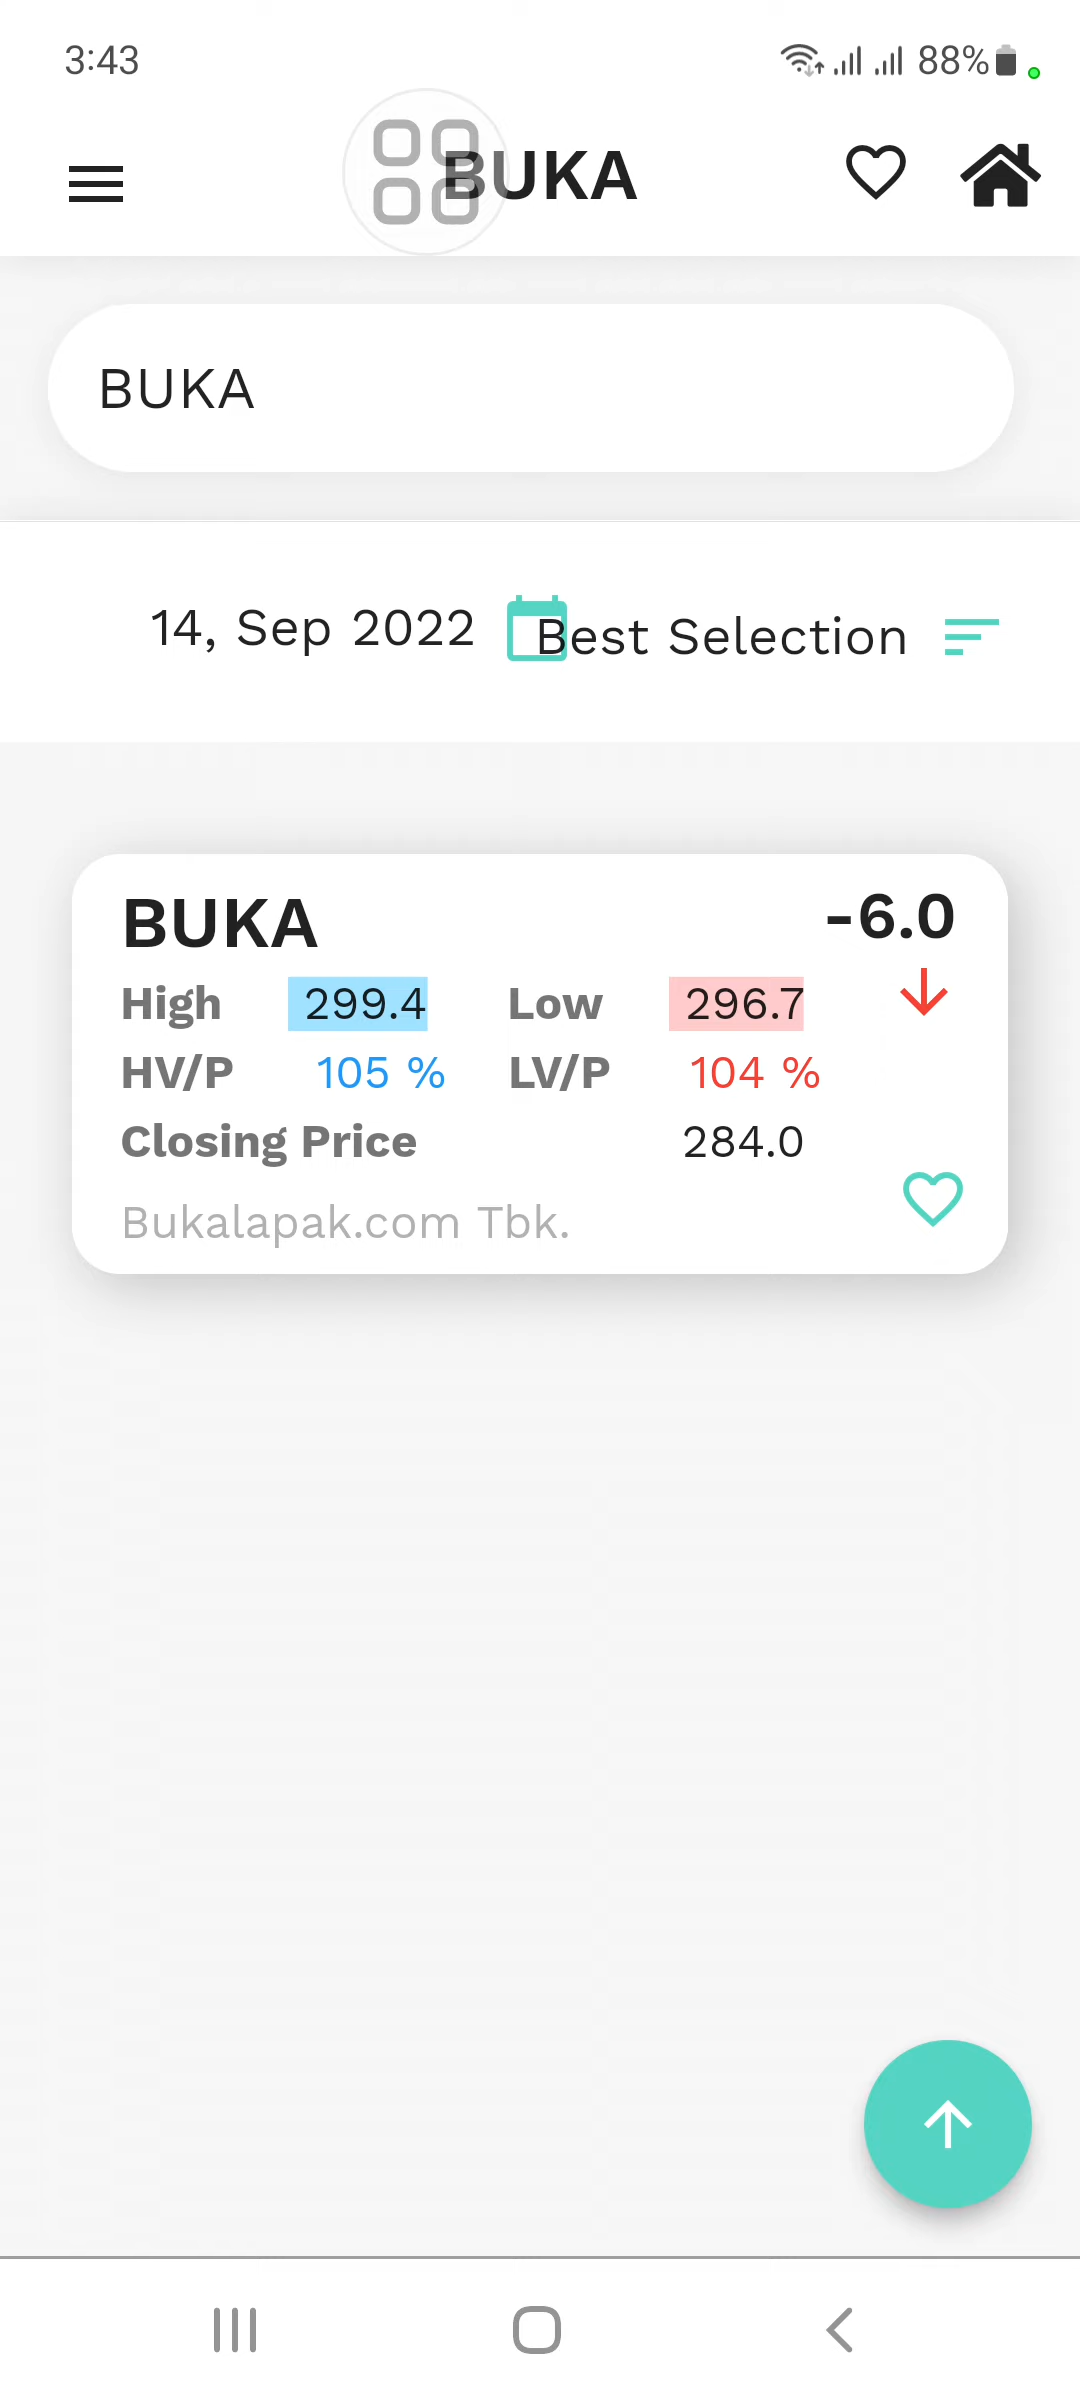 3:43
88%
BUKA
BUKA
14, Sep 2022
Best Selection
BUKA
-6.0
High 299.4 Low 296.7
HV/P 105 % LV/P 104 %
Closing Price 284.0
Bukalapak.com Tbk.